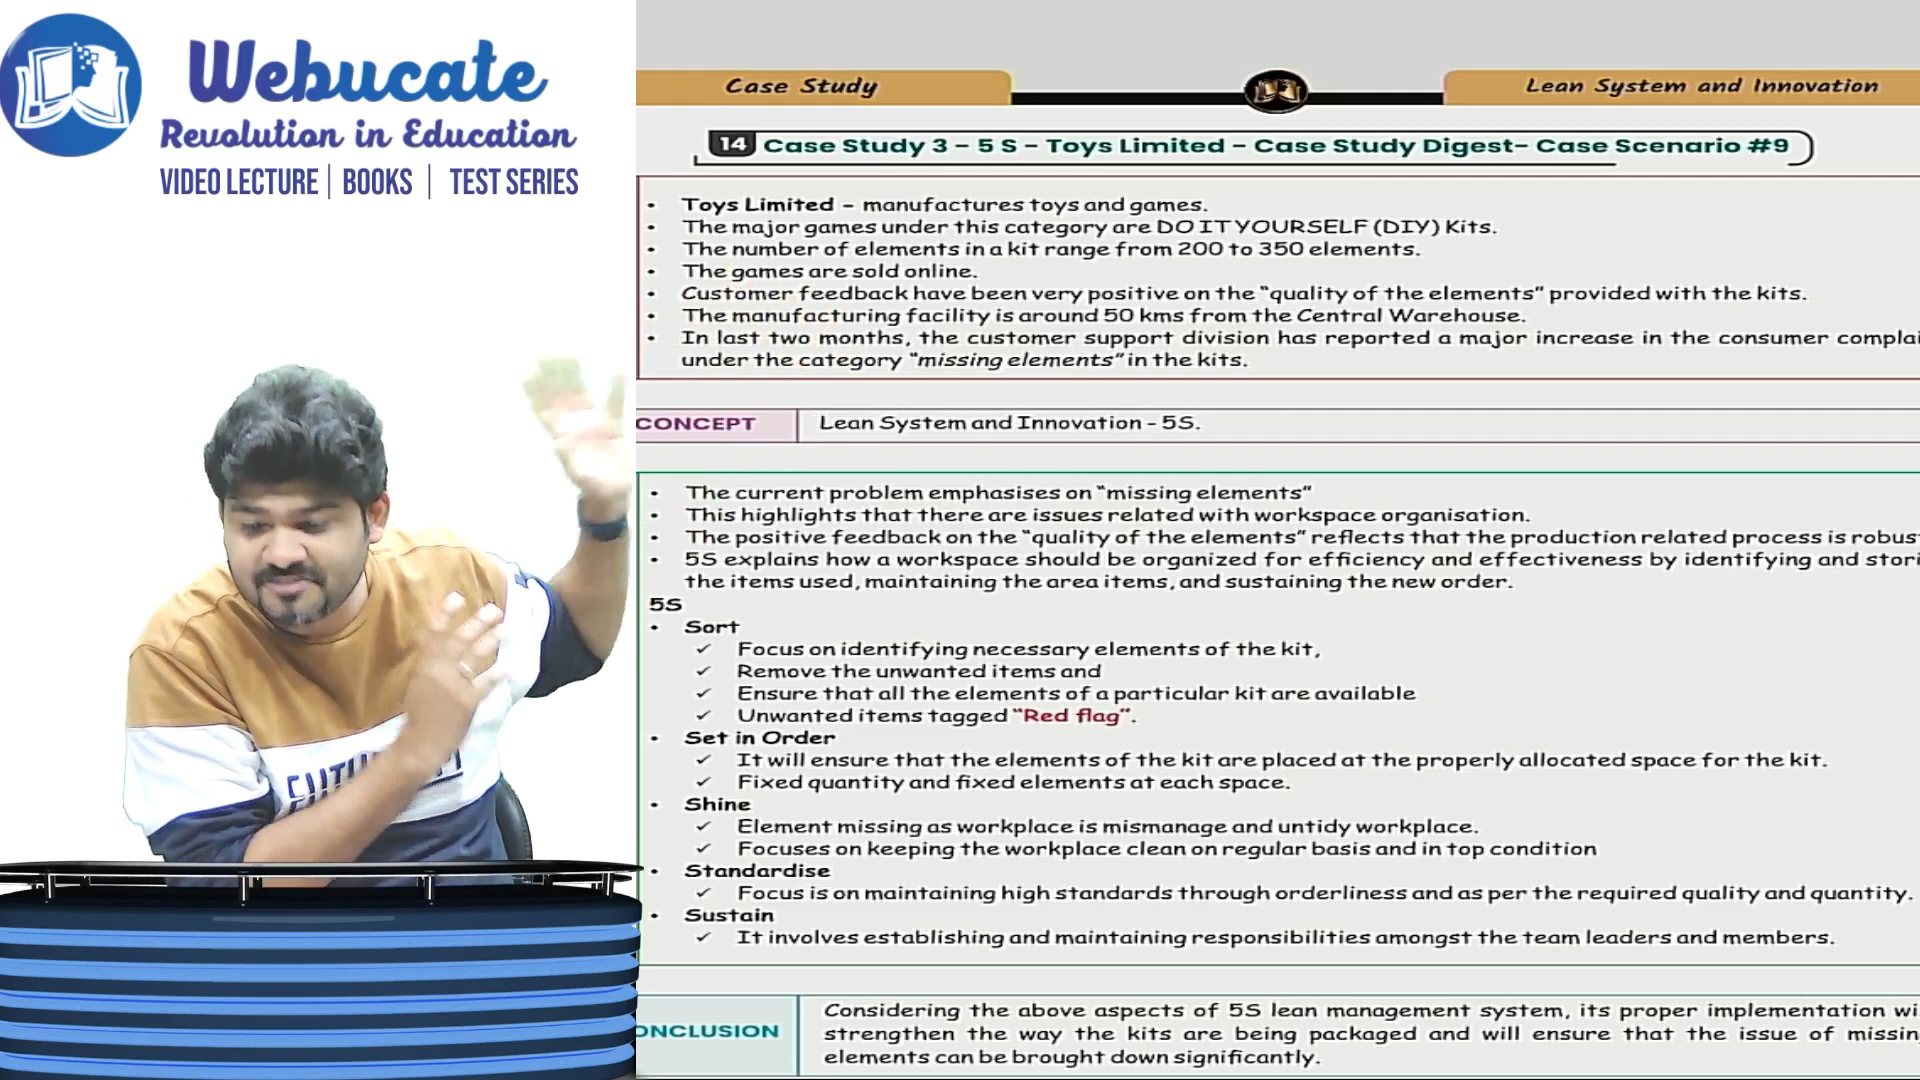 Webucate
Revolution in Education
VIDEO LECTURE | BOOKS | TEST SERIES
Case Study
Lean System and Innovation
14 Case Study 3 – 5 S – Toys Limited – Case Study Digest– Case Scenario #9
• Toys Limited – manufactures toys and games.
• The major games under this category are DO IT YOURSELF (DIY) Kits.
• The number of elements in a kit range from 200 to 350 elements.
• The games are sold online.
• Customer feedback have been very positive on the “quality of the elements” provided with the kits.
• The manufacturing facility is around 50 kms from the Central Warehouse.
• In last two months, the customer support division has reported a major increase in the consumer complai
under the category “missing elements” in the kits.
CONCEPT
Lean System and Innovation - 5S.
• The current problem emphasises on “missing elements”
• This highlights that there are issues related with workspace organisation.
• The positive feedback on the “quality of the elements” reflects that the production related process is robus
• 5S explains how a workspace should be organized for efficiency and effectiveness by identifying and stori
the items used, maintaining the area items, and sustaining the new order.
5S
• Sort
✓ Focus on identifying necessary elements of the kit,
✓ Remove the unwanted items and
✓ Ensure that all the elements of a particular kit are available
✓ Unwanted items tagged “Red flag”.
• Set in Order
✓ It will ensure that the elements of the kit are placed at the properly allocated space for the kit.
✓ Fixed quantity and fixed elements at each space.
• Shine
✓ Element missing as workplace is mismanage and untidy workplace.
✓ Focuses on keeping the workplace clean on regular basis and in top condition
• Standardise
✓ Focus is on maintaining high standards through orderliness and as per the required quality and quantity.
• Sustain
✓ It involves establishing and maintaining responsibilities amongst the team leaders and members.
ONCLUSION
Considering the above aspects of 5S lean management system, its proper implementation wi
strengthen the way the kits are being packaged and will ensure that the issue of missin
elements can be brought down significantly.